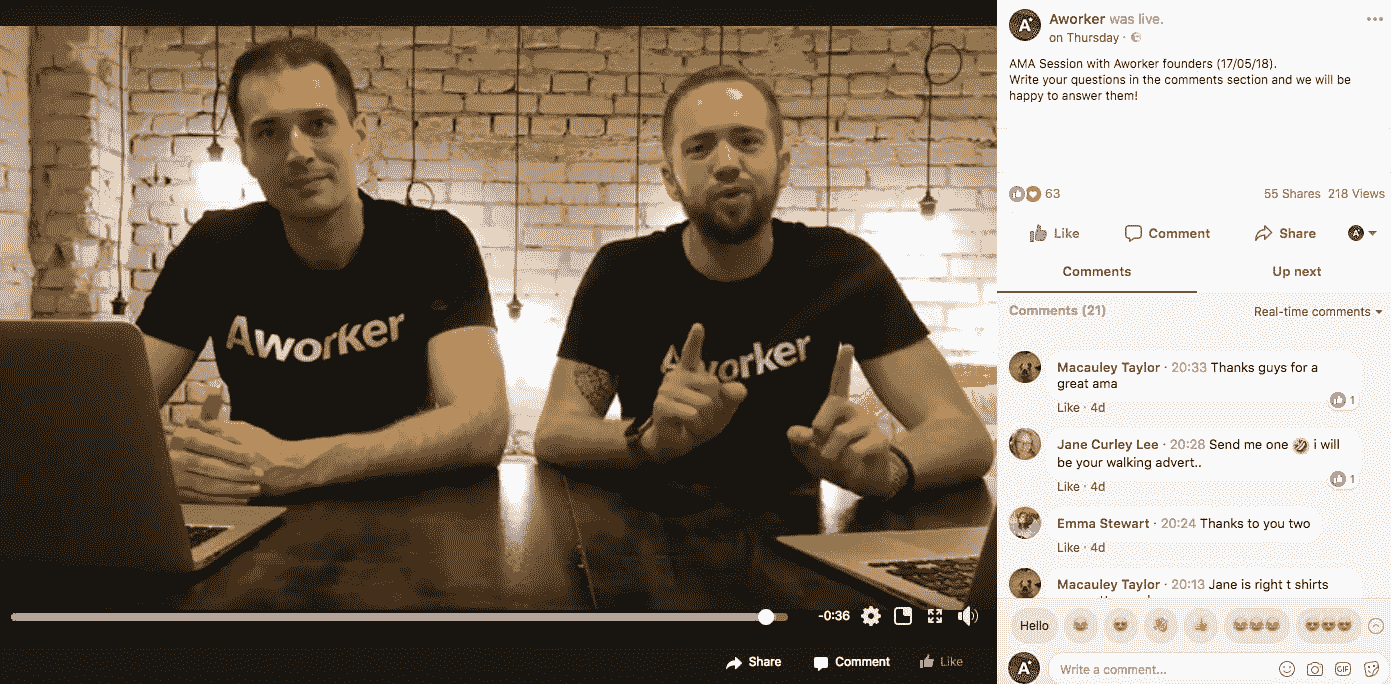 Aworker
Aworker
-0:36
Share
Comment
Like
Aworker was live.
on Thursday ·
AMA Session with Aworker founders (17/05/18).
Write your questions in the comments section and we will be
happy to answer them!
63
55 Shares 218 Views
Like
Comment
Share
Comments
Up next
Comments (21)
Real-time comments
Macauley Taylor · 20:33 Thanks guys for a
great ama
1
Like · 4d
Jane Curley Lee · 20:28 Send me one 🤣 i will
be your walking advert..
1
Like · 4d
Emma Stewart · 20:24 Thanks to you two
Like · 4d
Macauley Taylor · 20:13 Jane is right t shirts
Hello
Write a comment...
GIF